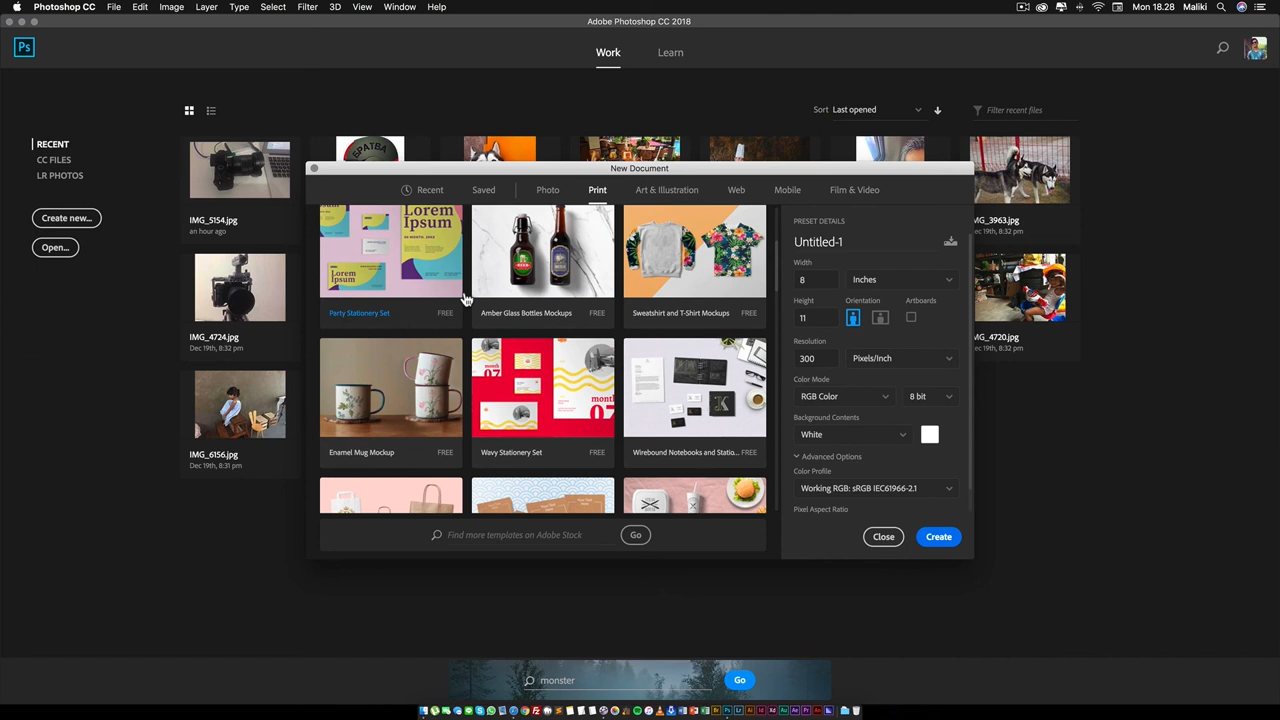 Photoshop CC File Edit Image Layer Type Select Filter 3D View Window Help Mon 18.28 Maliki
Adobe Photoshop CC 2018
Ps Work Learn
Sort Last opened Filter recent files
RECENT
CC FILES
LR PHOTOS
Create new...
Open...
БРАТВА
IMG_5154.jpg
an hour ago
IMG_4724.jpg
Dec 19th, 8:32 pm
IMG_6156.jpg
Dec 19th, 8:31 pm
IMG_3963.jpg
Dec 19th, 8:32 pm
IMG_4720.jpg
Dec 19th, 8:32 pm
New Document
Recent Saved Photo Print Art & Illustration Web Mobile Film & Video
Lorem
Ipsum
Lorem
Ipsum
Party Stationery Set FREE
Amber Glass Bottles Mockups FREE
Sweatshirt and T-Shirt Mockups FREE
month
07
month
07
K
Enamel Mug Mockup FREE
Wavy Stationery Set FREE
Wirebound Notebooks and Statio... FREE
Find more templates on Adobe Stock Go
PRESET DETAILS
Untitled-1
Width
8 Inches
Height Orientation Artboards
11
Resolution
300 Pixels/Inch
Color Mode
RGB Color 8 bit
Background Contents
White
Advanced Options
Color Profile
Working RGB: sRGB IEC61966-2.1
Pixel Aspect Ratio
Close Create
monster Go